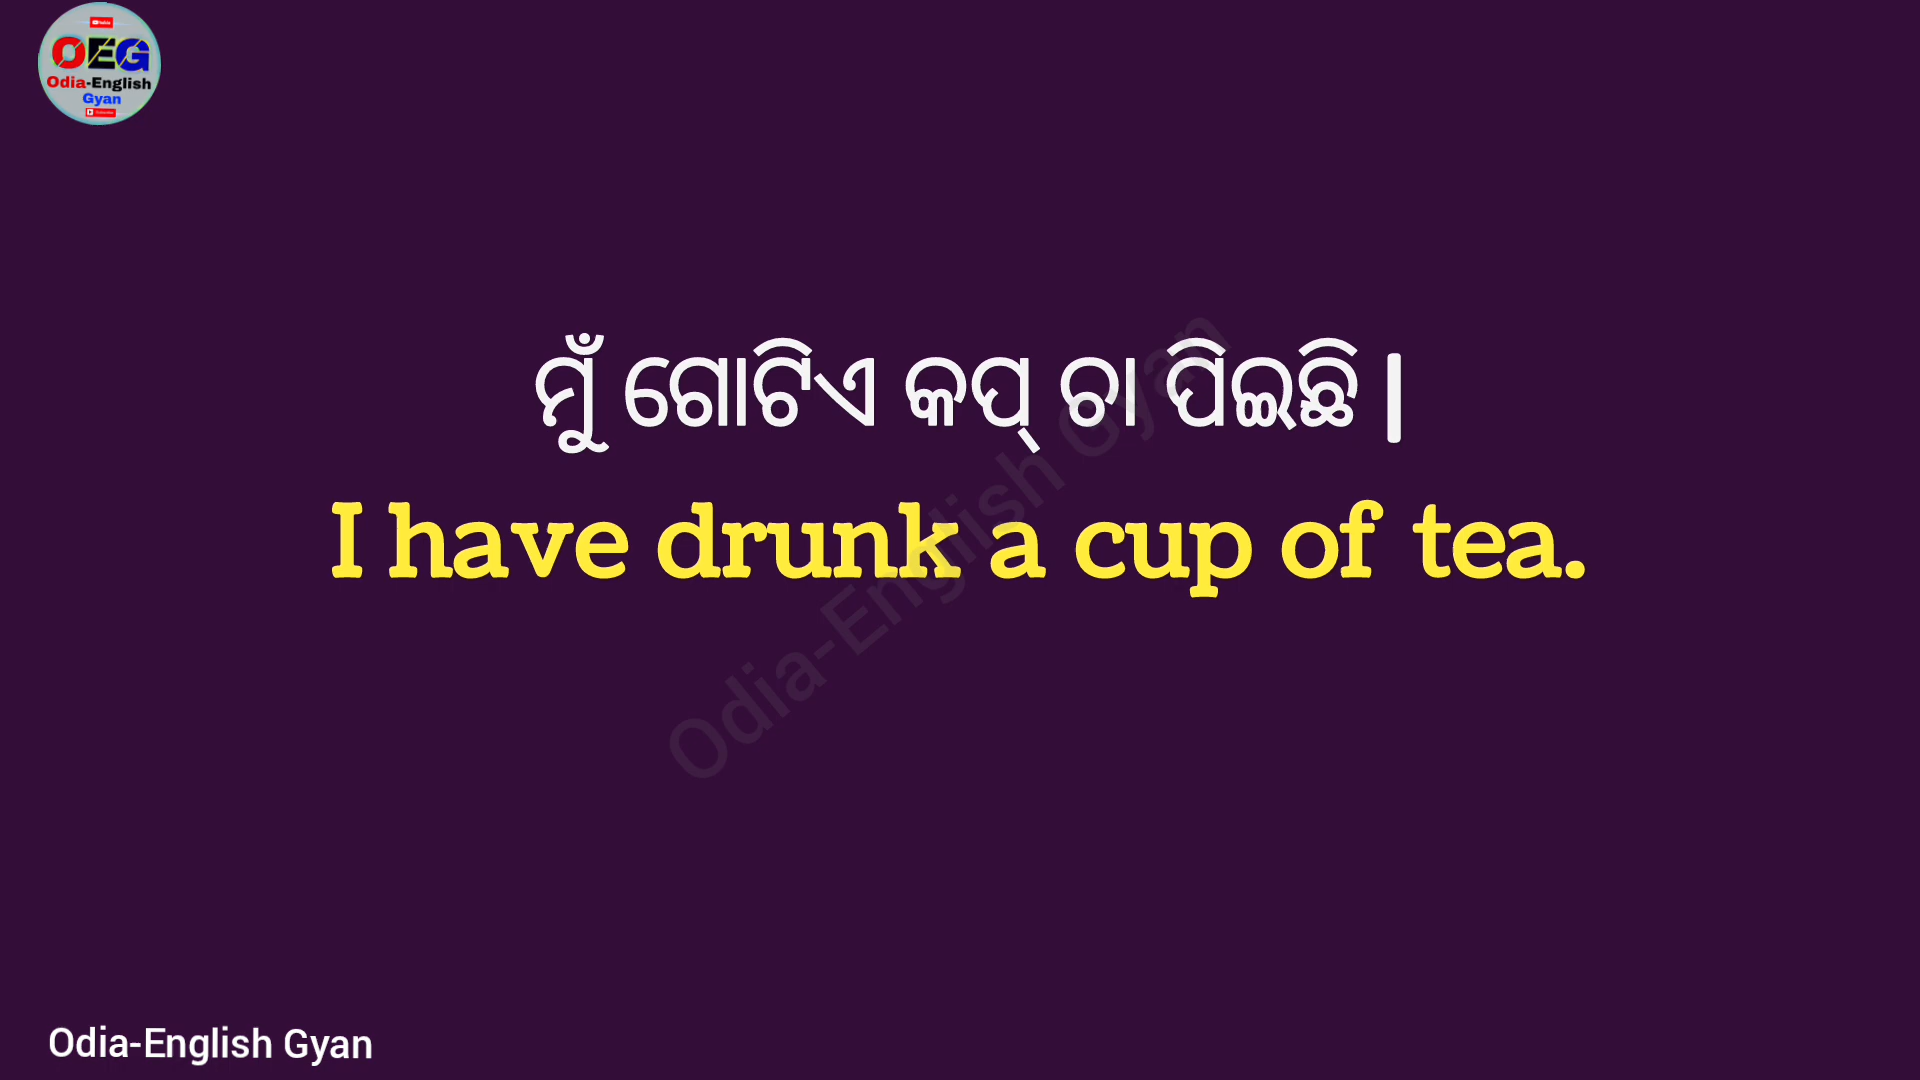 OEG
Odia-English
Gyan
ମୁଁ ଗୋଟିଏ କପ୍ ଚା ପିଇଛି |
I have drunk a cup of tea.
Odia-English Gyan
Odia-English Gyan